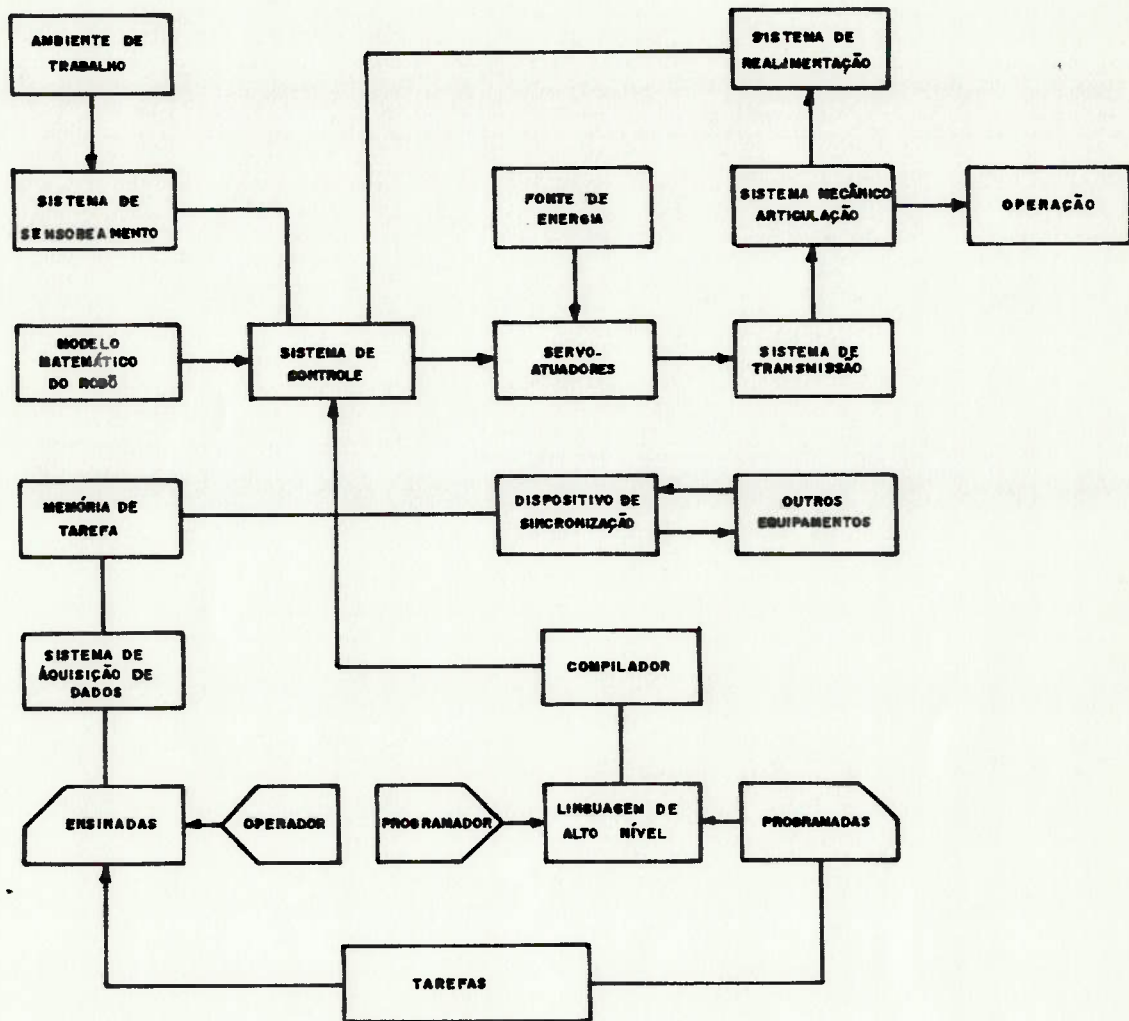 AMBIENTE DE
TRABALHO
SISTEMA DE
REALIMENTAÇÃO
SISTEMA DE
SENSOREAMENTO
FONTE DE
ENERGIA
SISTEMA MECÂNICO
ARTICULAÇÃO
OPERAÇÃO
MODELO
MATEMÁTICO
DO ROBÔ
SISTEMA DE
CONTROLE
SERVO-
ATUADORES
SISTEMA DE
TRANSMISSÃO
MEMÓRIA DE
TAREFA
DISPOSITIVO DE
SINCRONIZAÇÃO
OUTROS
EQUIPAMENTOS
SISTEMA DE
ÁQUISIÇÃO DE
DADOS
COMPILADOR
ENSINADAS
OPERADOR
PROGRAMADOR
LINGUAGEM DE
ALTO NÍVEL
PROGRAMADAS
TAREFAS